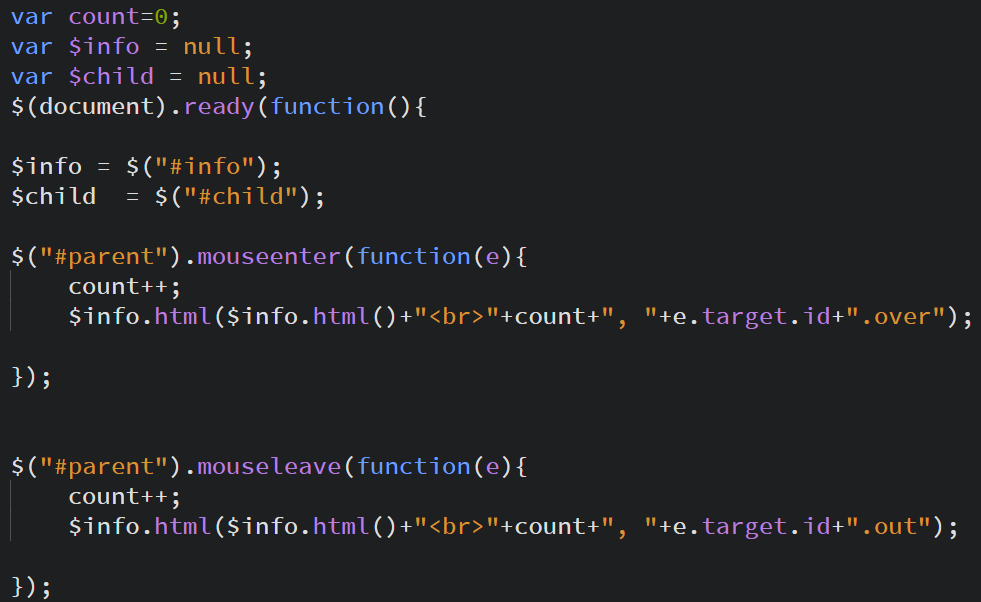 var count=0;
var $info = null;
var $child = null;
$(document).ready(function(){
$info = $("#info");
$child  = $("#child");
$("#parent").mouseenter(function(e){
    count++;
    $info.html($info.html()+"<br>"+count+", "+e.target.id+".over");
});
$("#parent").mouseleave(function(e){
    count++;
    $info.html($info.html()+"<br>"+count+", "+e.target.id+".out");
});